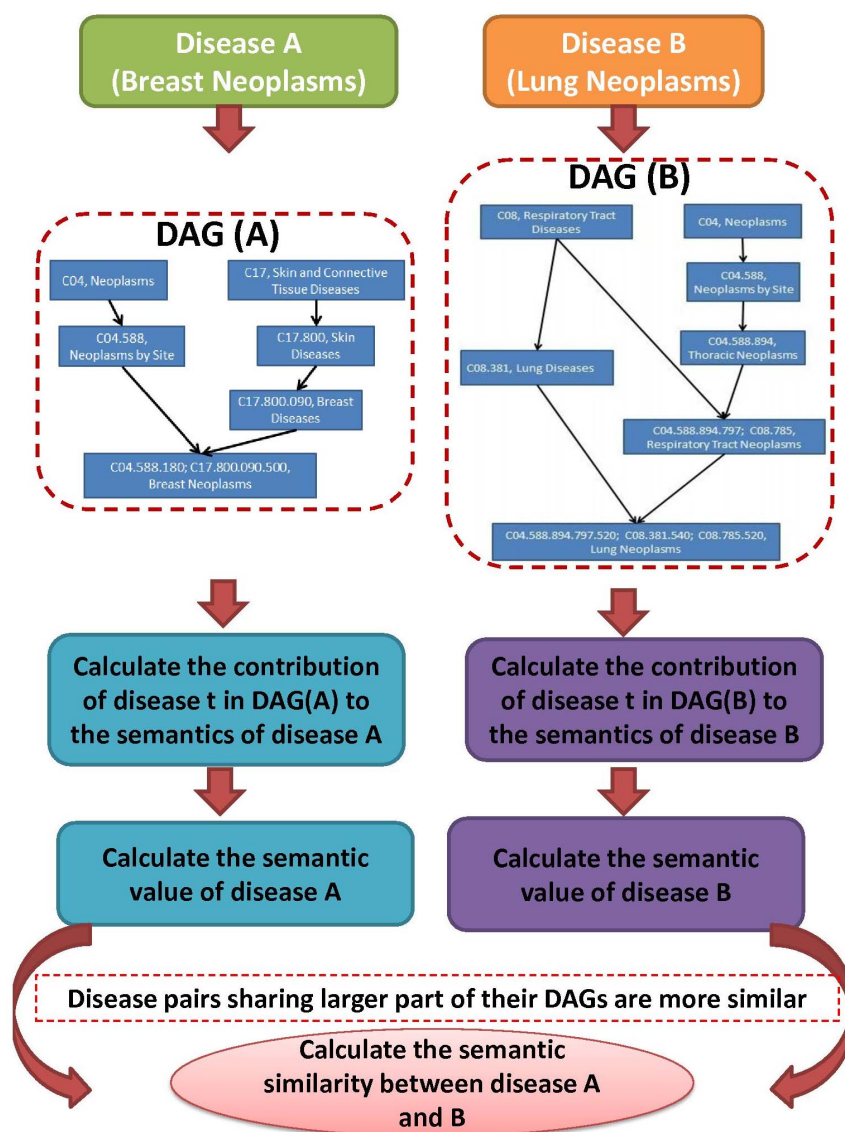 Disease A
(Breast Neoplasms)
Disease B
(Lung Neoplasms)
DAG (A)
C04, Neoplasms
C17, Skin and Connective
Tissue Diseases
C04.588,
Neoplasms by Site
C17.800, Skin
Diseases
C17.800.090, Breast
Diseases
C04.588.180; C17.800.090.500,
Breast Neoplasms
DAG (B)
C08, Respiratory Tract
Diseases
C04, Neoplasms
C04.588,
Neoplasms by Site
C04.588.894,
Thoracic Neoplasms
C08.381, Lung Diseases
C04.588.894.797; C08.785,
Respiratory Tract Neoplasms
C04.588.894.797.520; C08.381.540; C08.785.520,
Lung Neoplasms
Calculate the contribution
of disease t in DAG(A) to
the semantics of disease A
Calculate the contribution
of disease t in DAG(B) to
the semantics of disease B
Calculate the semantic
value of disease A
Calculate the semantic
value of disease B
Disease pairs sharing larger part of their DAGs are more similar
Calculate the semantic
similarity between disease A
and B